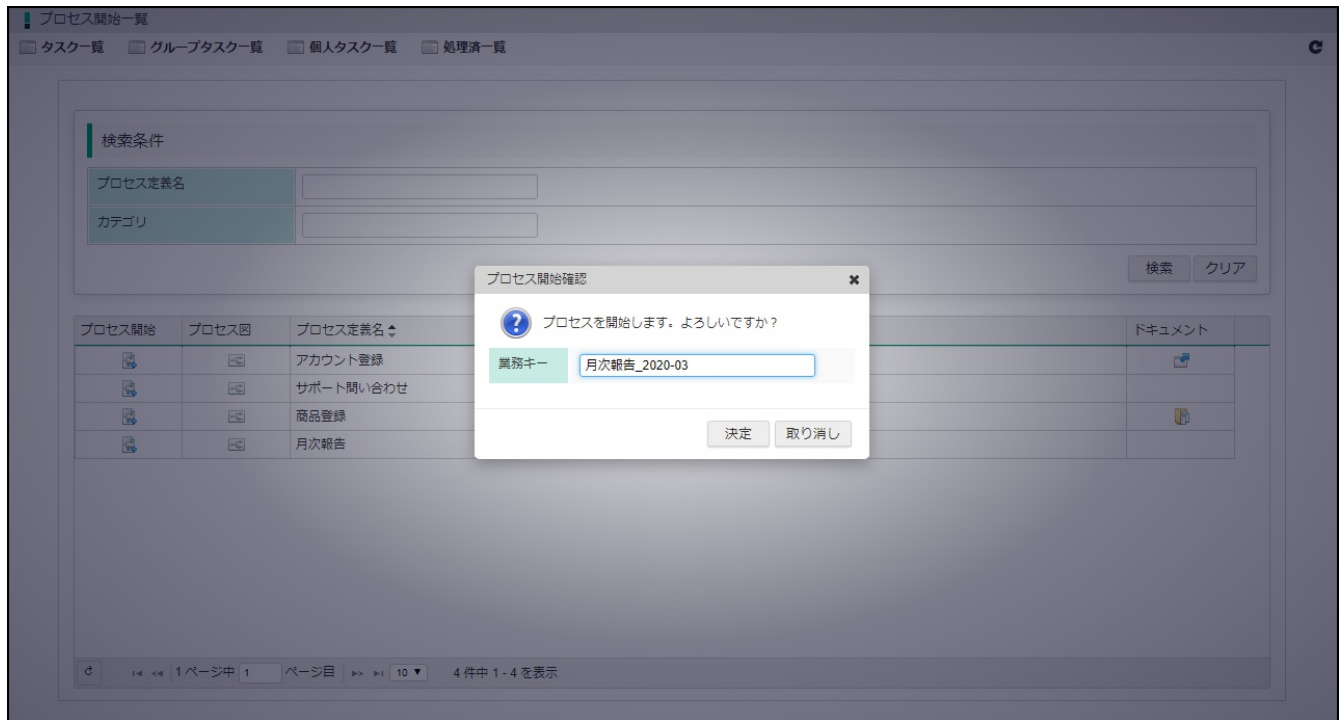 プロセス開始一覧
タスク一覧 グループタスク一覧 個人タスク一覧 処理済一覧
検索条件
プロセス定義名
カテゴリ
検索 クリア
プロセス開始確認
プロセスを開始します。よろしいですか?
業務キー 月次報告_2020-03
決定 取り消し
プロセス開始 プロセス図 プロセス定義名 ドキュメント
アカウント登録
サポート問い合わせ
商品登録
月次報告
1 ページ中 1 ページ目 10 4 件中 1 - 4 を表示